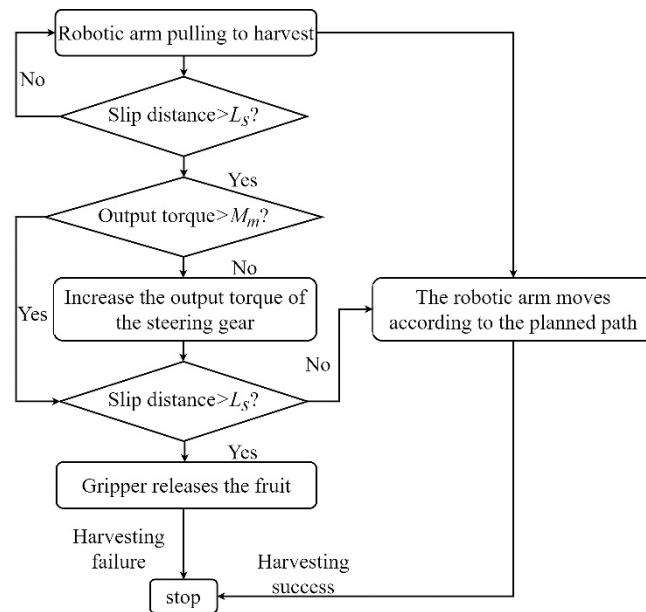 Robotic arm pulling to harvest
No
Slip distance>Ls?
Yes
Output torque>Mm?
No
Increase the output torque of
the steering gear
Yes
The robotic arm moves
according to the planned path
No
Slip distance>Ls?
Yes
Gripper releases the fruit
Harvesting
failure
Harvesting
success
stop